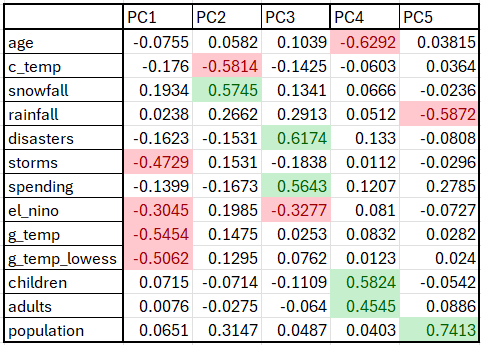 PC1 PC2 PC3 PC4 PC5
age -0.0755 0.0582 0.1039 -0.6292 0.03815
c_temp -0.176 -0.5814 -0.1425 -0.0603 0.0364
snowfall 0.1934 0.5745 0.1341 0.0666 -0.0236
rainfall 0.0238 0.2662 0.2913 0.0512 -0.5872
disasters -0.1623 -0.1531 0.6174 0.133 -0.0808
storms -0.4729 0.1531 -0.1838 0.0112 -0.0296
spending -0.1399 -0.1673 0.5643 0.1207 0.2785
el_nino -0.3045 0.1985 -0.3277 0.081 -0.0727
g_temp -0.5454 0.1475 0.0253 0.0832 0.0282
g_temp_lowess -0.5062 0.1295 0.0762 0.0123 0.024
children 0.0715 -0.0714 -0.1109 0.5824 -0.0542
adults 0.0076 -0.0275 -0.064 0.4545 0.0886
population 0.0651 0.3147 0.0487 0.0403 0.7413